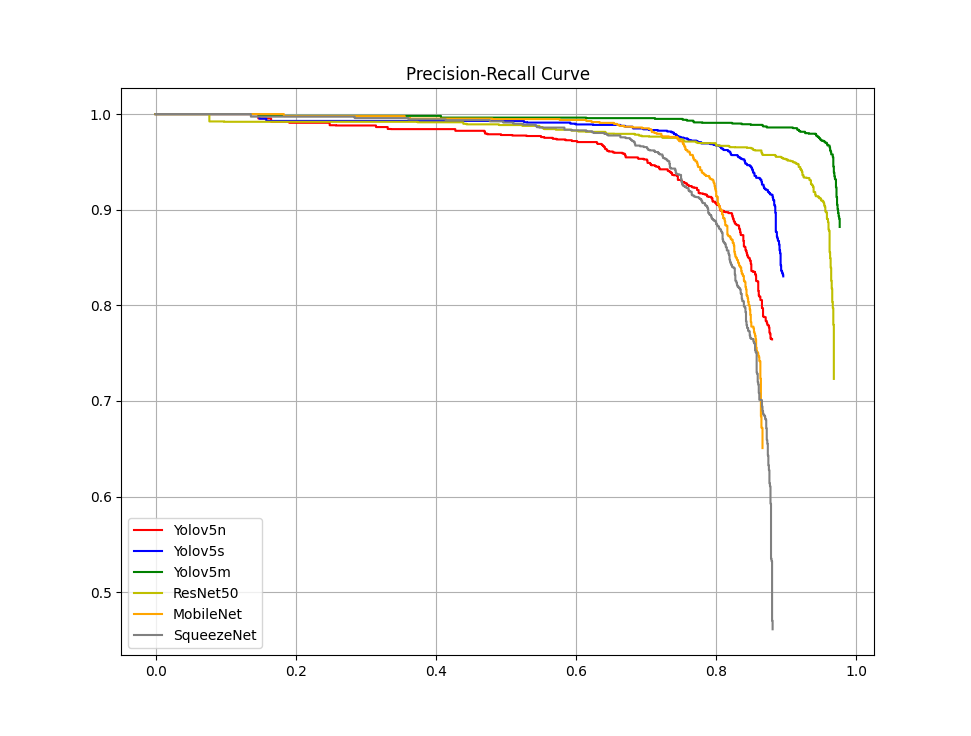 Precision-Recall Curve
1.0
0.9
0.8
0.7
0.6
0.5
Yolov5n
Yolov5s
Yolov5m
ResNet50
MobileNet
SqueezeNet
0.0 0.2 0.4 0.6 0.8 1.0